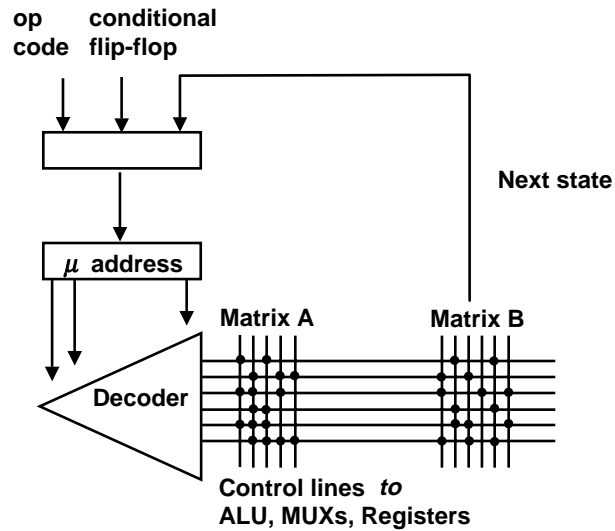 op conditional
code flip-flop
Next state
μ address
Matrix A Matrix B
Decoder
Control lines to
ALU, MUXs, Registers